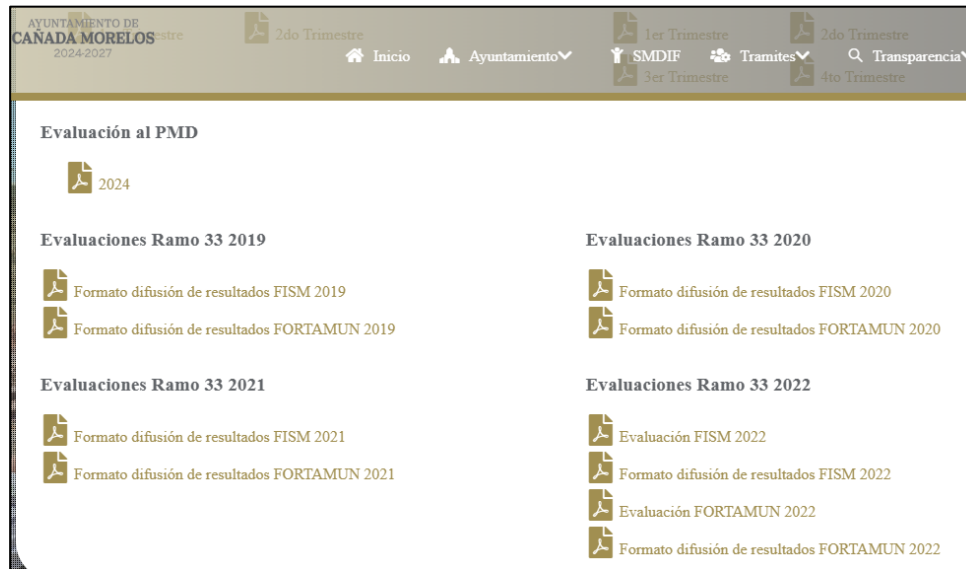 AYUNTAMIENTO DE
CAÑADA MORELOS
2024-2027
estre
2do Trimestre
1er Trimestre
2do Trimestre
Inicio
Ayuntamiento
SMDIF
Tramites
Transparencia
3er Trimestre
4to Trimestre
Evaluación al PMD
2024
Evaluaciones Ramo 33 2019
Formato difusión de resultados FISM 2019
Formato difusión de resultados FORTAMUN 2019
Evaluaciones Ramo 33 2020
Formato difusión de resultados FISM 2020
Formato difusión de resultados FORTAMUN 2020
Evaluaciones Ramo 33 2021
Formato difusión de resultados FISM 2021
Formato difusión de resultados FORTAMUN 2021
Evaluaciones Ramo 33 2022
Evaluación FISM 2022
Formato difusión de resultados FISM 2022
Evaluación FORTAMUN 2022
Formato difusión de resultados FORTAMUN 2022